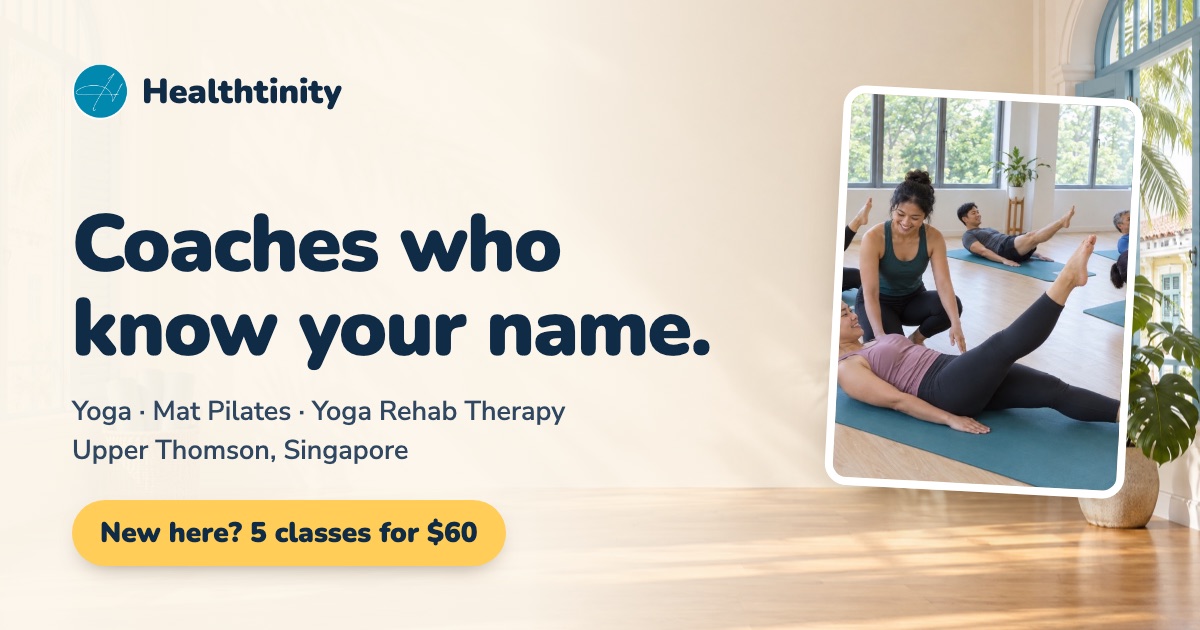 Healthtinity
Coaches who
know your name.
Yoga · Mat Pilates · Yoga Rehab Therapy
Upper Thomson, Singapore
New here? 5 classes for $60